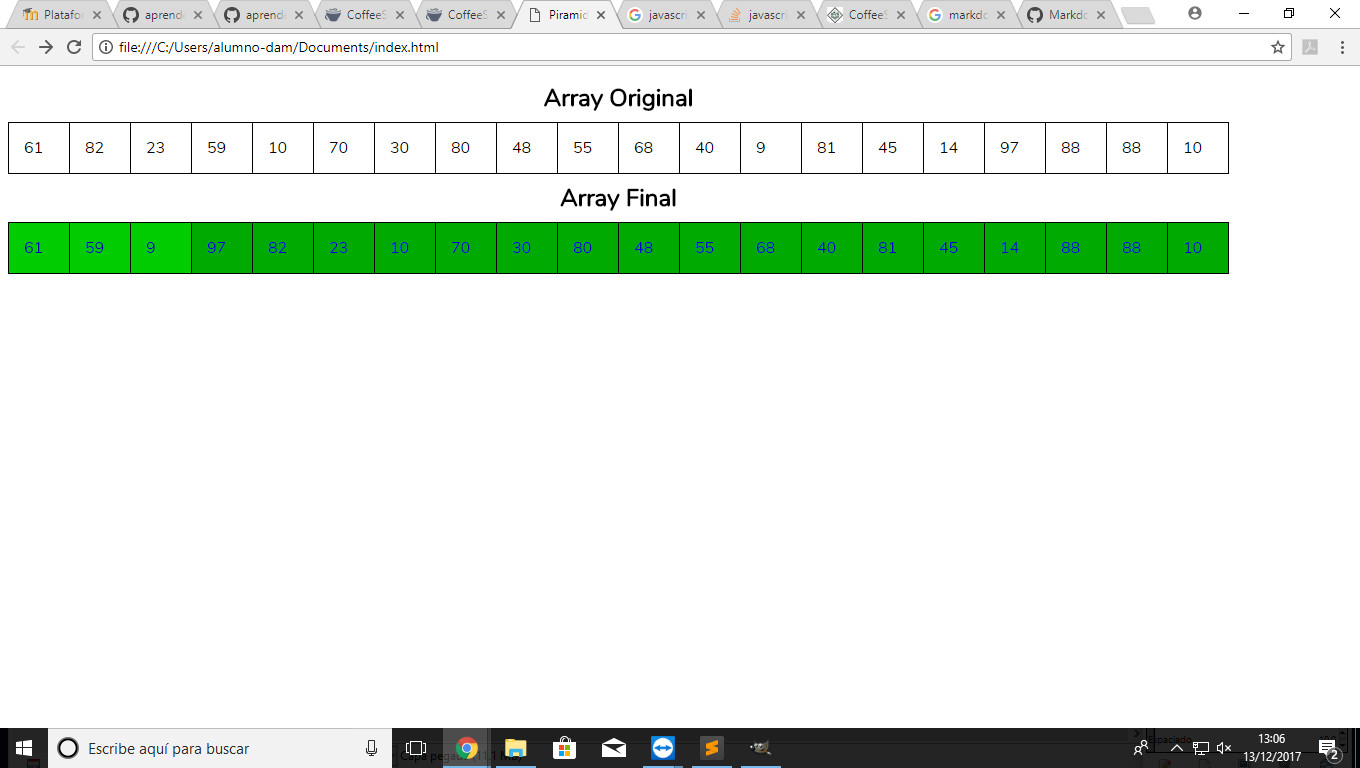 Platafor aprend aprend CoffeeS CoffeeS Piramid javascri javascri CoffeeS markdo Markdo
file:///C:/Users/alumno-dam/Documents/index.html
Array Original
61 82 23 59 10 70 30 80 48 55 68 40 9 81 45 14 97 88 88 10
Array Final
61 59 9 97 82 23 10 70 30 80 48 55 68 40 81 45 14 88 88 10
Escribe aquí para buscar
Espaciado
13:06
13/12/2017
2